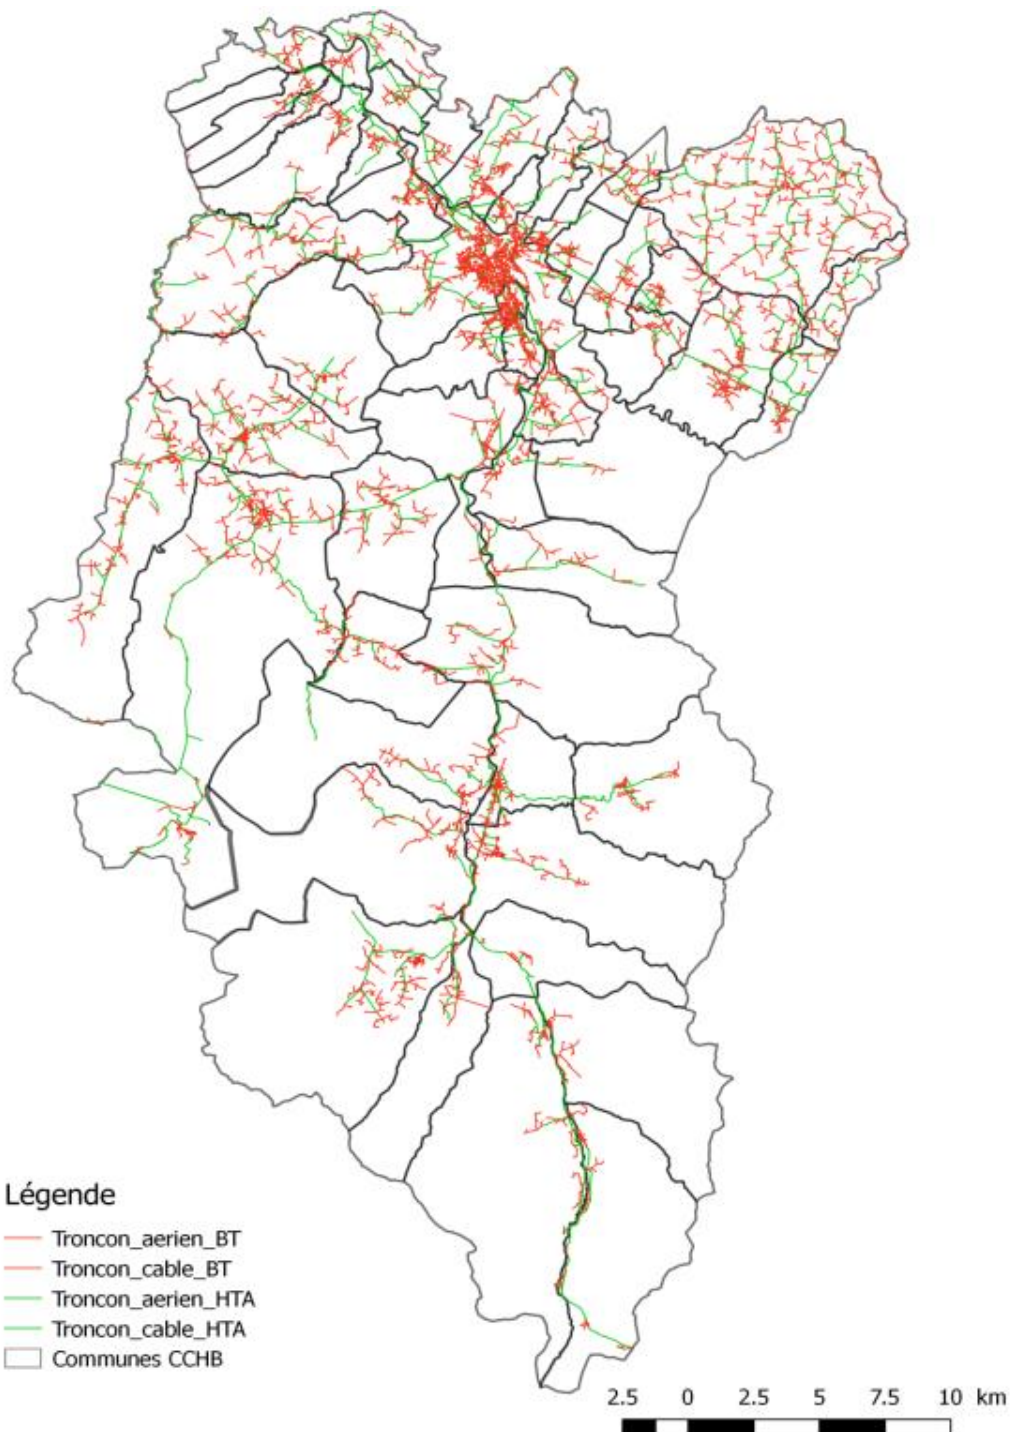 Légende
Troncon_aerien_BT
Troncon_cable_BT
Troncon_aerien_HTA
Troncon_cable_HTA
Communes CCHB
2.5 0 2.5 5 7.5 10 km